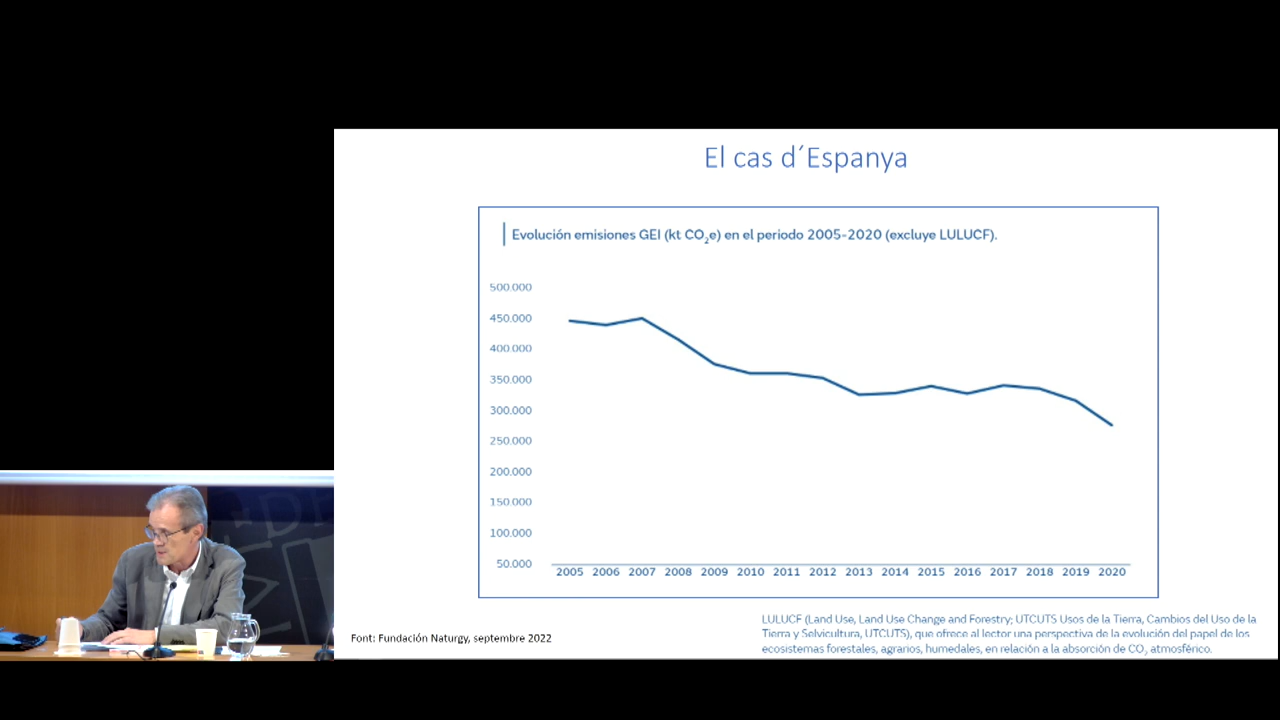 El cas d´Espanya
Evolución emisiones GEI (kt CO₂e) en el periodo 2005-2020 (excluye LULUCF).
500.000
450.000
400.000
350.000
300.000
250.000
200.000
150.000
100.000
50.000
2005 2006 2007 2008 2009 2010 2011 2012 2013 2014 2015 2016 2017 2018 2019 2020
LULUCF (Land Use, Land Use Change and Forestry; UTCUTS Usos de la Tierra, Cambios del Uso de la
Tierra y Selvicultura, UTCUTS), que ofrece al lector una perspectiva de la evolución del papel de los
ecosistemas forestales, agrarios, humedales, en relación a la absorción de CO₂ atmosférico.
Font: Fundación Naturgy, septembre 2022